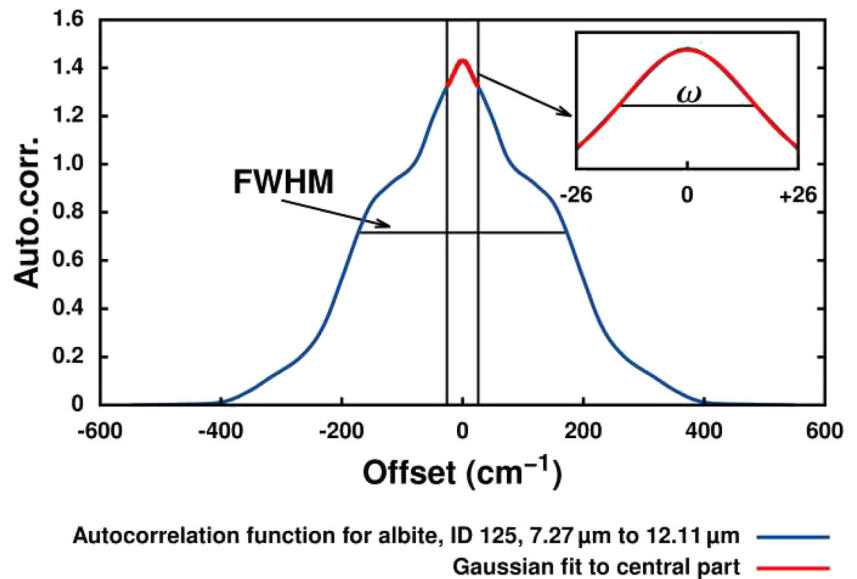 1.6
1.4
1.2
1.0
0.8
0.6
0.4
0.2
0
Auto.corr.
FWHM
ω
-26 0 +26
-600 -400 -200 0 200 400 600
Offset (cm⁻¹)
Autocorrelation function for albite, ID 125, 7.27 μm to 12.11 μm
Gaussian fit to central part